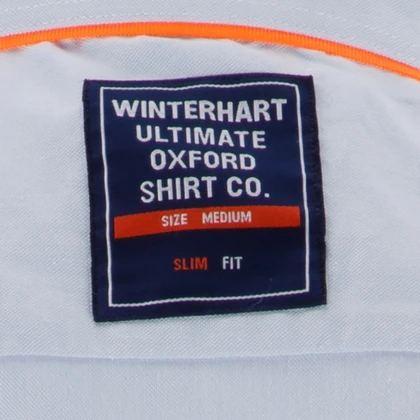 WINTERHART
ULTIMATE
OXFORD
SHIRT CO.
SIZE MEDIUM
SLIM FIT